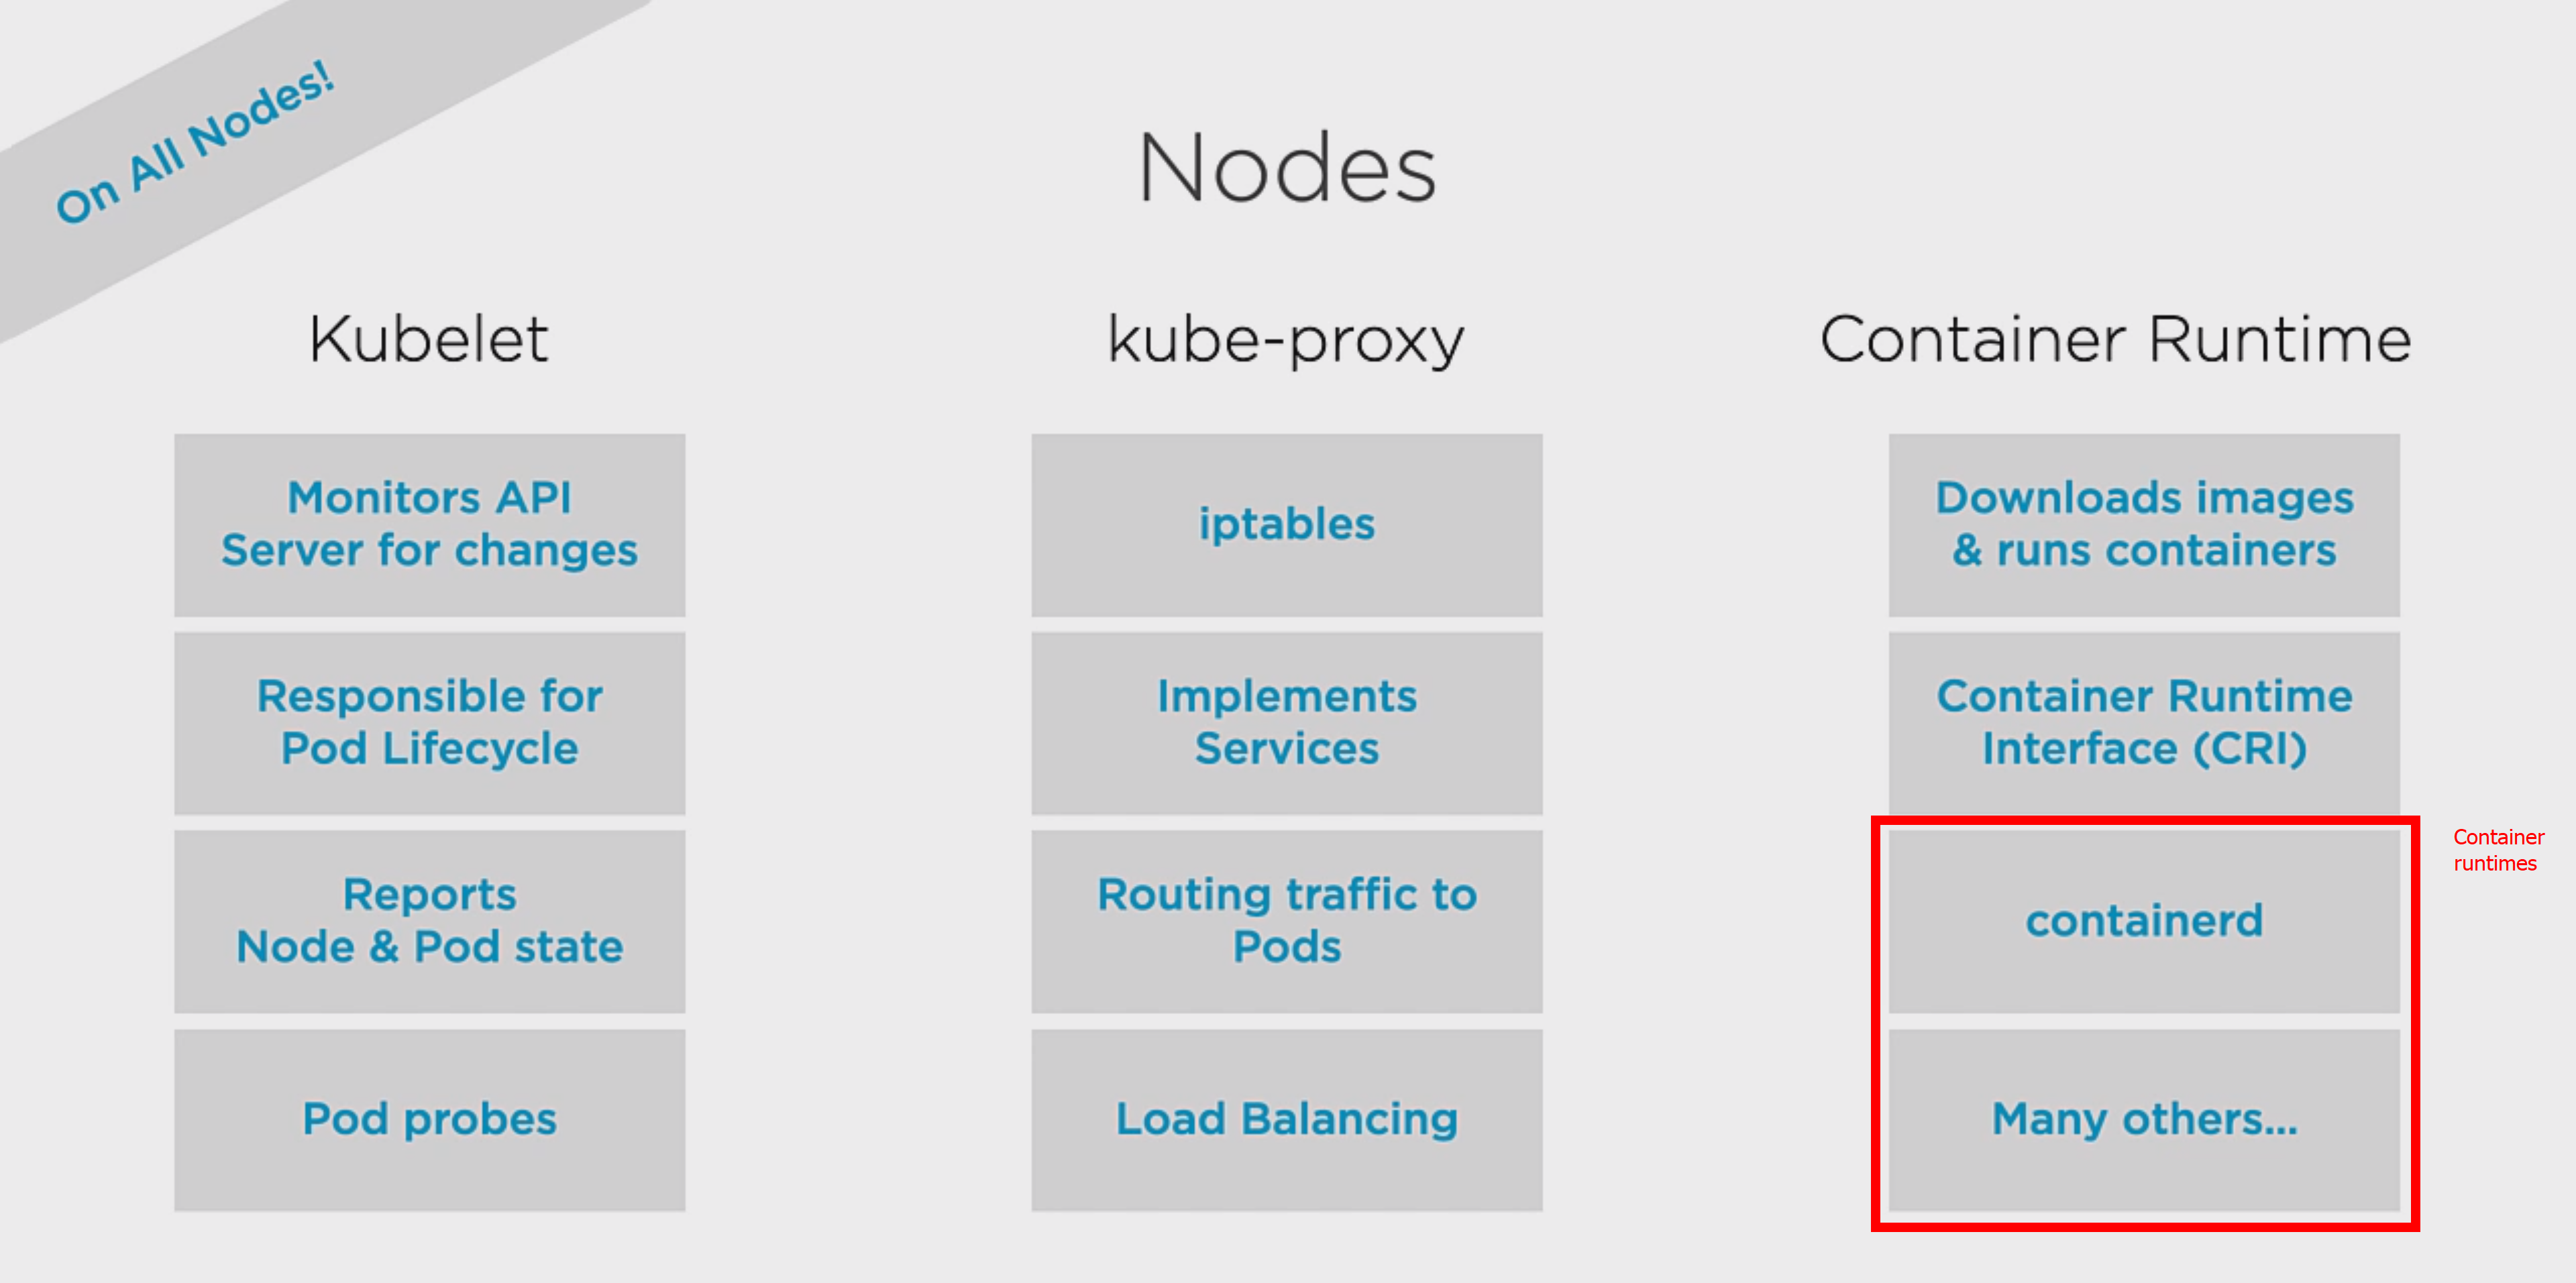 On All Nodes!
Nodes
Kubelet
Monitors API
Server for changes
Responsible for
Pod Lifecycle
Reports
Node & Pod state
Pod probes
kube-proxy
iptables
Implements
Services
Routing traffic to
Pods
Load Balancing
Container Runtime
Downloads images
& runs containers
Container Runtime
Interface (CRI)
containerd
Many others...
Container
runtimes